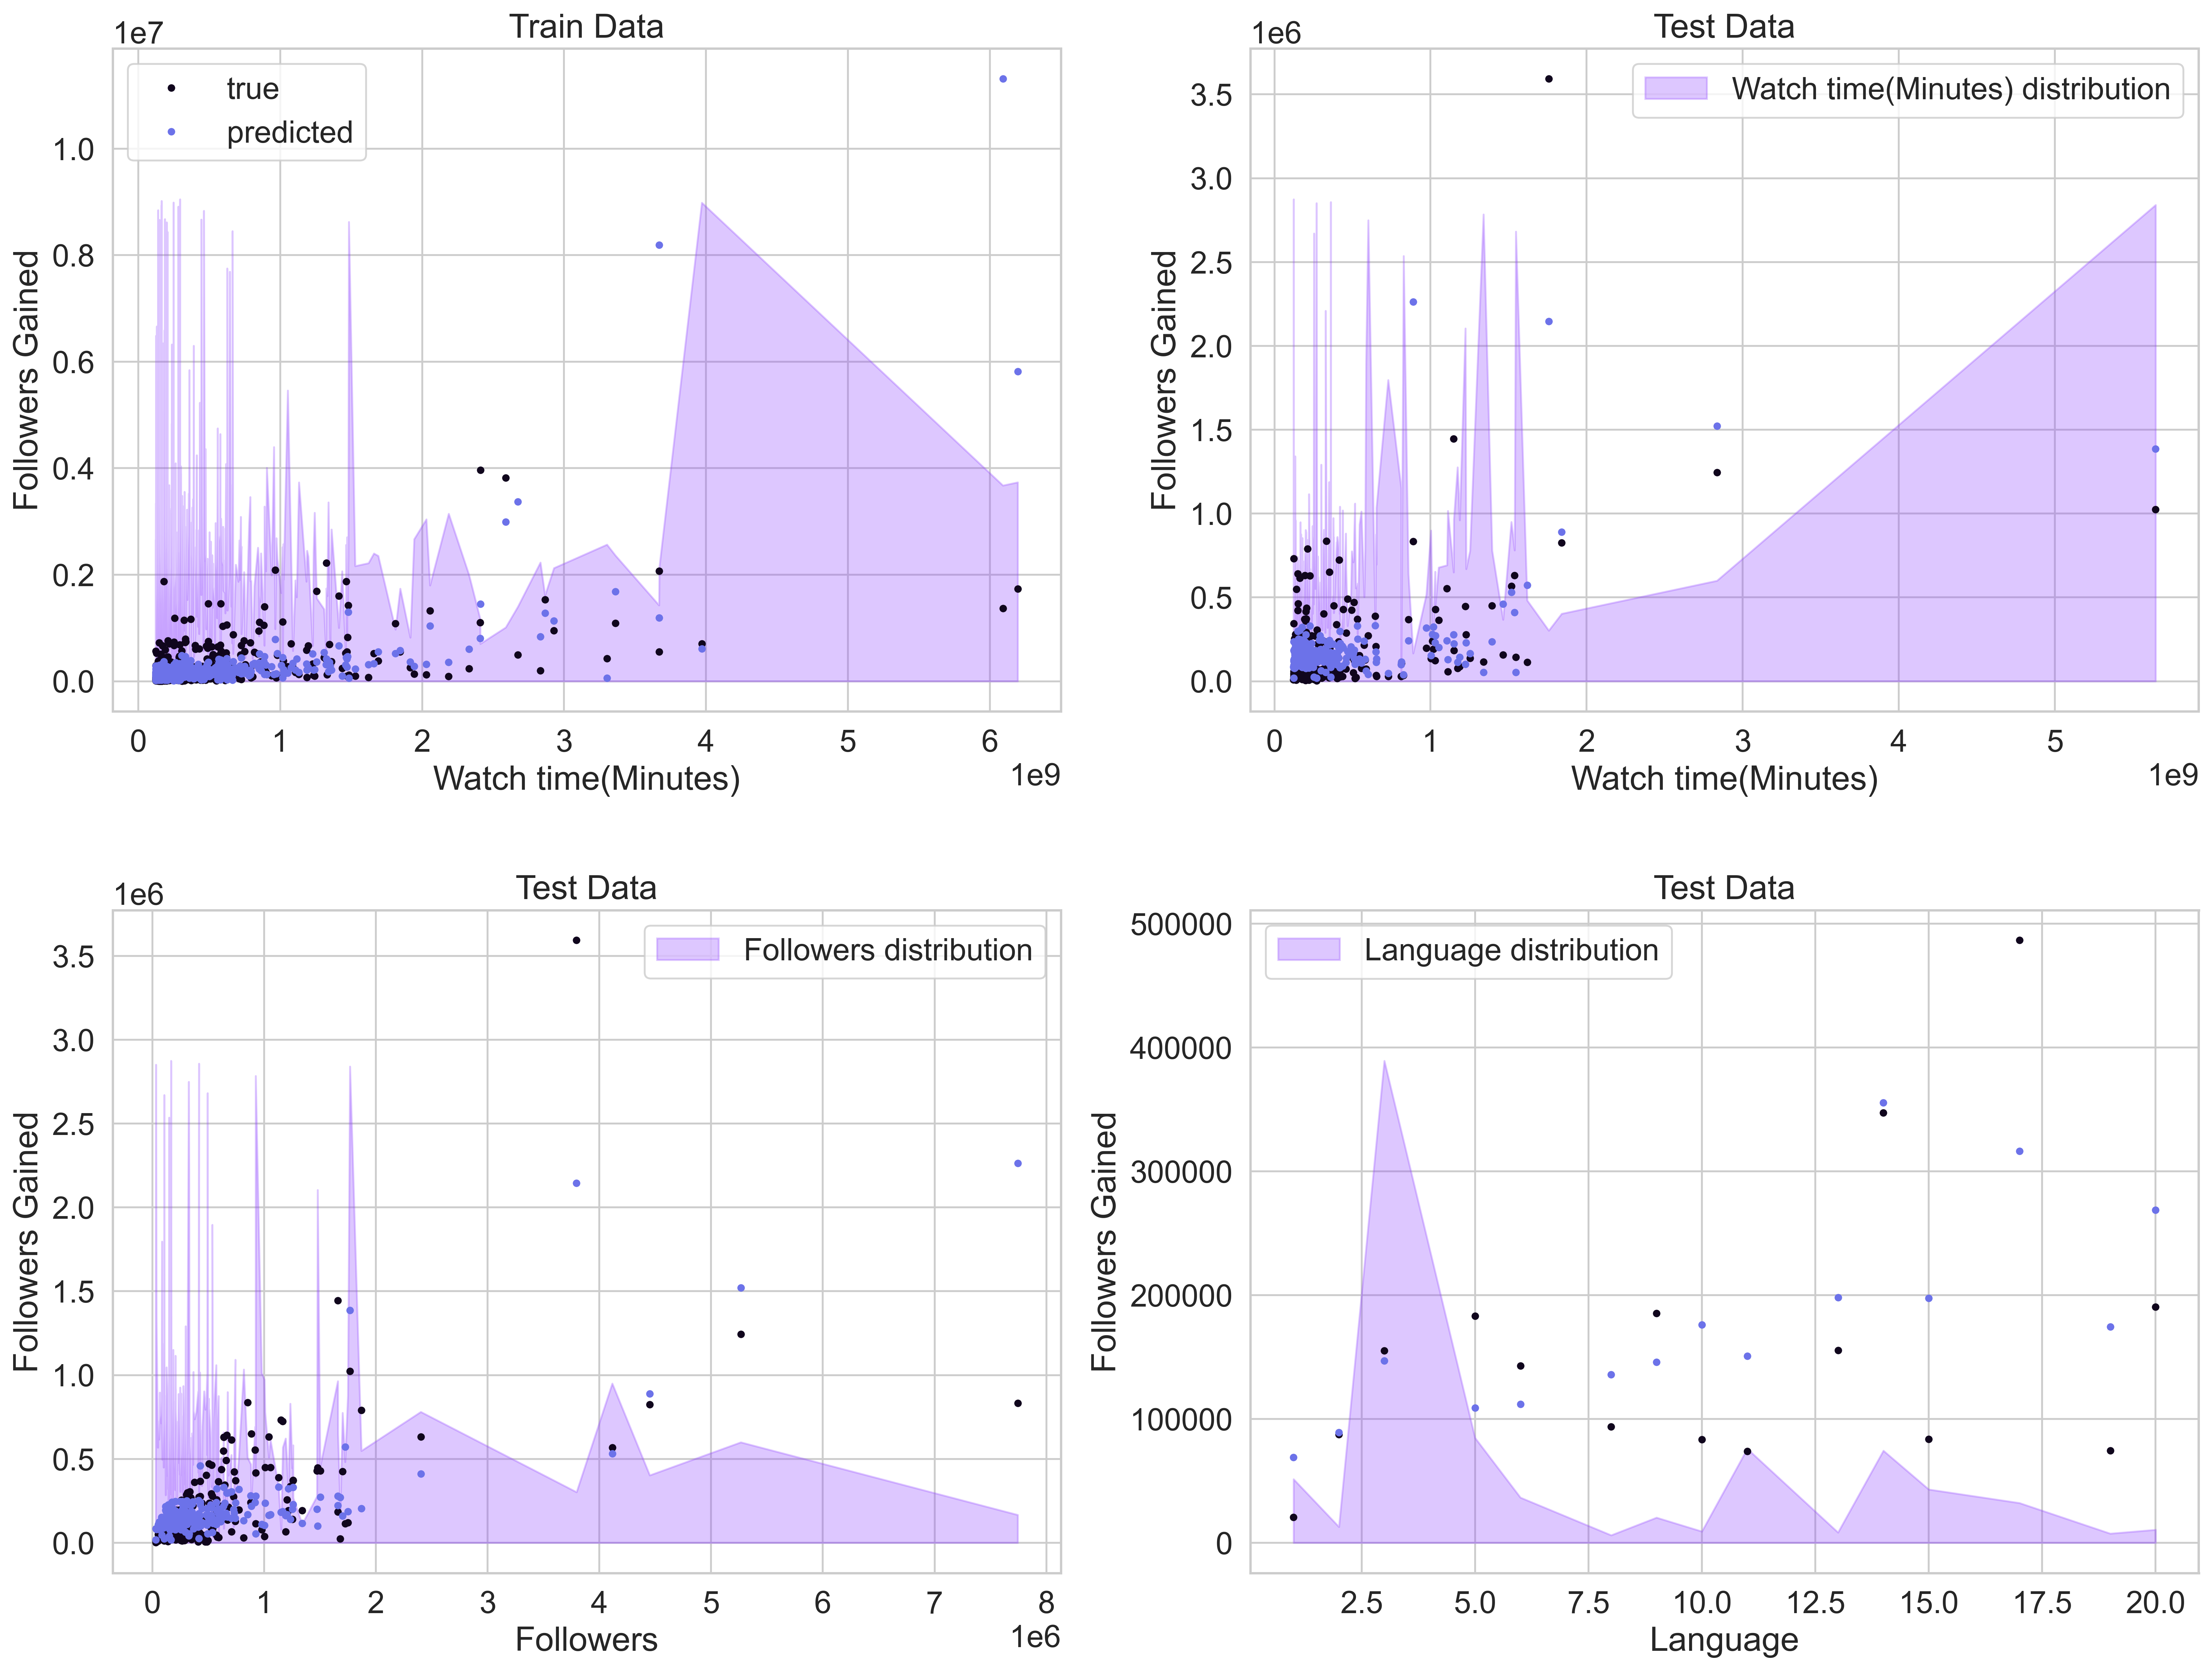 Train Data
1e7
true
predicted
1.0
0.8
0.6
0.4
0.2
0.0
Followers Gained
0 1 2 3 4 5 6
1e9
Watch time(Minutes)
Test Data
1e6
Watch time(Minutes) distribution
3.5
3.0
2.5
2.0
1.5
1.0
0.5
0.0
Followers Gained
0 1 2 3 4 5
1e9
Watch time(Minutes)
Test Data
1e6
Followers distribution
3.5
3.0
2.5
2.0
1.5
1.0
0.5
0.0
Followers Gained
0 1 2 3 4 5 6 7 8
1e6
Followers
Test Data
Language distribution
500000
400000
300000
200000
100000
0
Followers Gained
2.5 5.0 7.5 10.0 12.5 15.0 17.5 20.0
Language